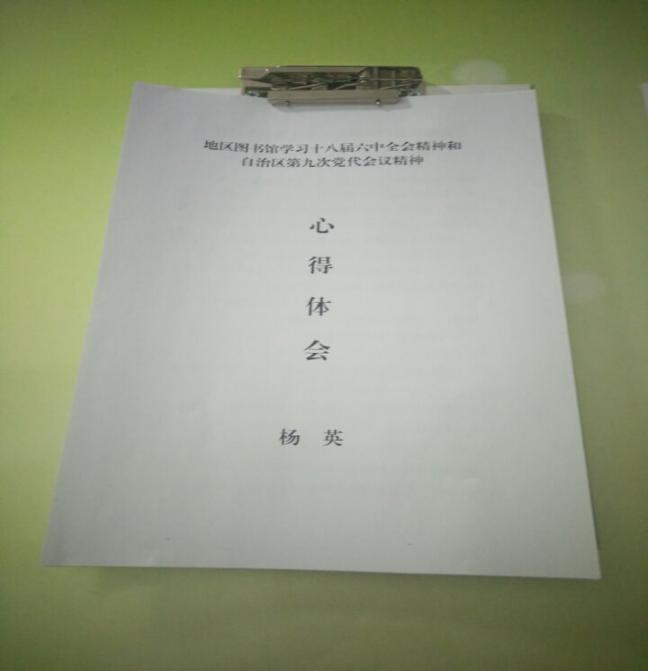 地区图书馆学习十八届六中全会精神和
自治区第九次党代会议精神
心
得
体
会
杨 英